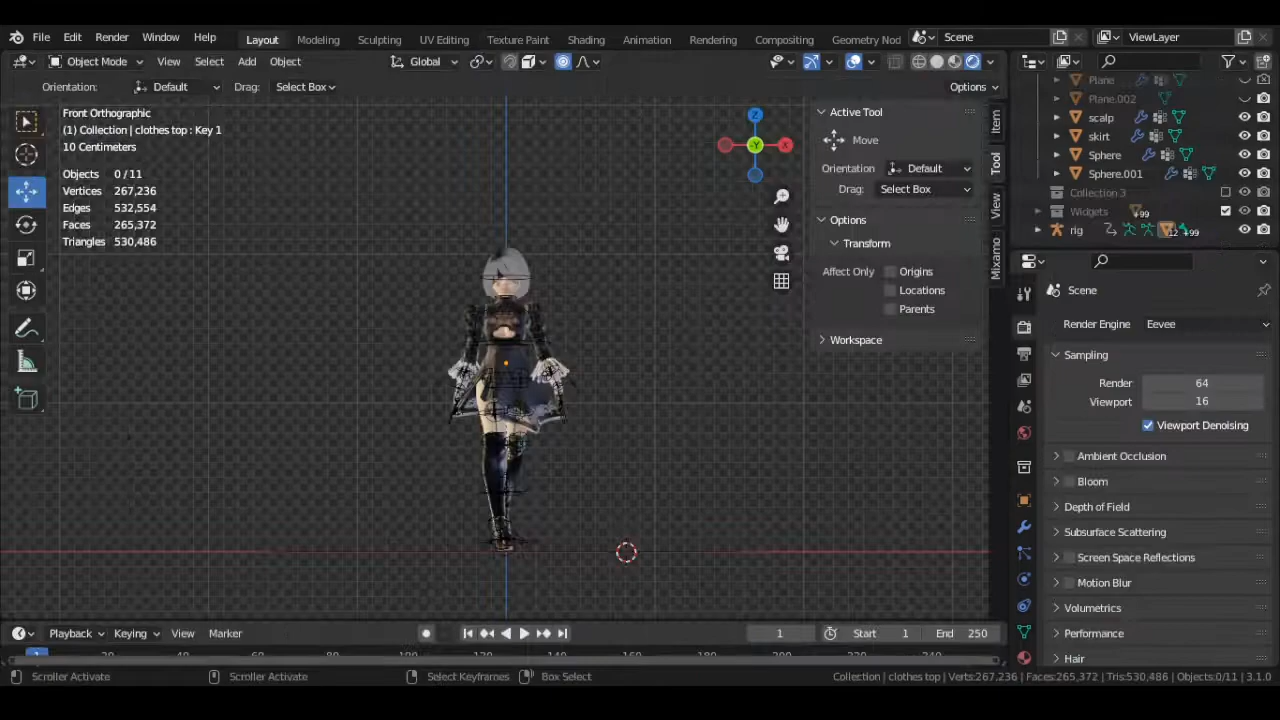 File Edit Render Window Help Layout Modeling Sculpting UV Editing Texture Paint Shading Animation Rendering Compositing Geometry Nod Scene ViewLayer
Object Mode View Select Add Object Global
Orientation: Default Drag: Select Box Options
Front Orthographic
(1) Collection | clothes top : Key 1
10 Centimeters
Objects 0 / 11
Vertices 267,236
Edges 532,554
Faces 265,372
Triangles 530,486
Z
-Y
X
Active Tool
Move
Orientation Default
Drag: Select Box
Options
Transform
Affect Only Origins
Locations
Parents
Workspace
Item
Tool
View
Mixamo
Plane
Plane.002
scalp
skirt
Sphere
Sphere.001
Collection 3
Widgets +99
rig 12 +99
Scene
Render Engine Eevee
Sampling
Render 64
Viewport 16
Viewport Denoising
Ambient Occlusion
Bloom
Depth of Field
Subsurface Scattering
Screen Space Reflections
Motion Blur
Volumetrics
Performance
Hair
Playback Keying View Marker 1 Start 1 End 250
1
Scroller Activate Scroller Activate Select Keyframes Box Select Collection | clothes top | Verts:267,236 | Faces:265,372 | Tris:530,486 | Objects:0/11 | 3.1.0